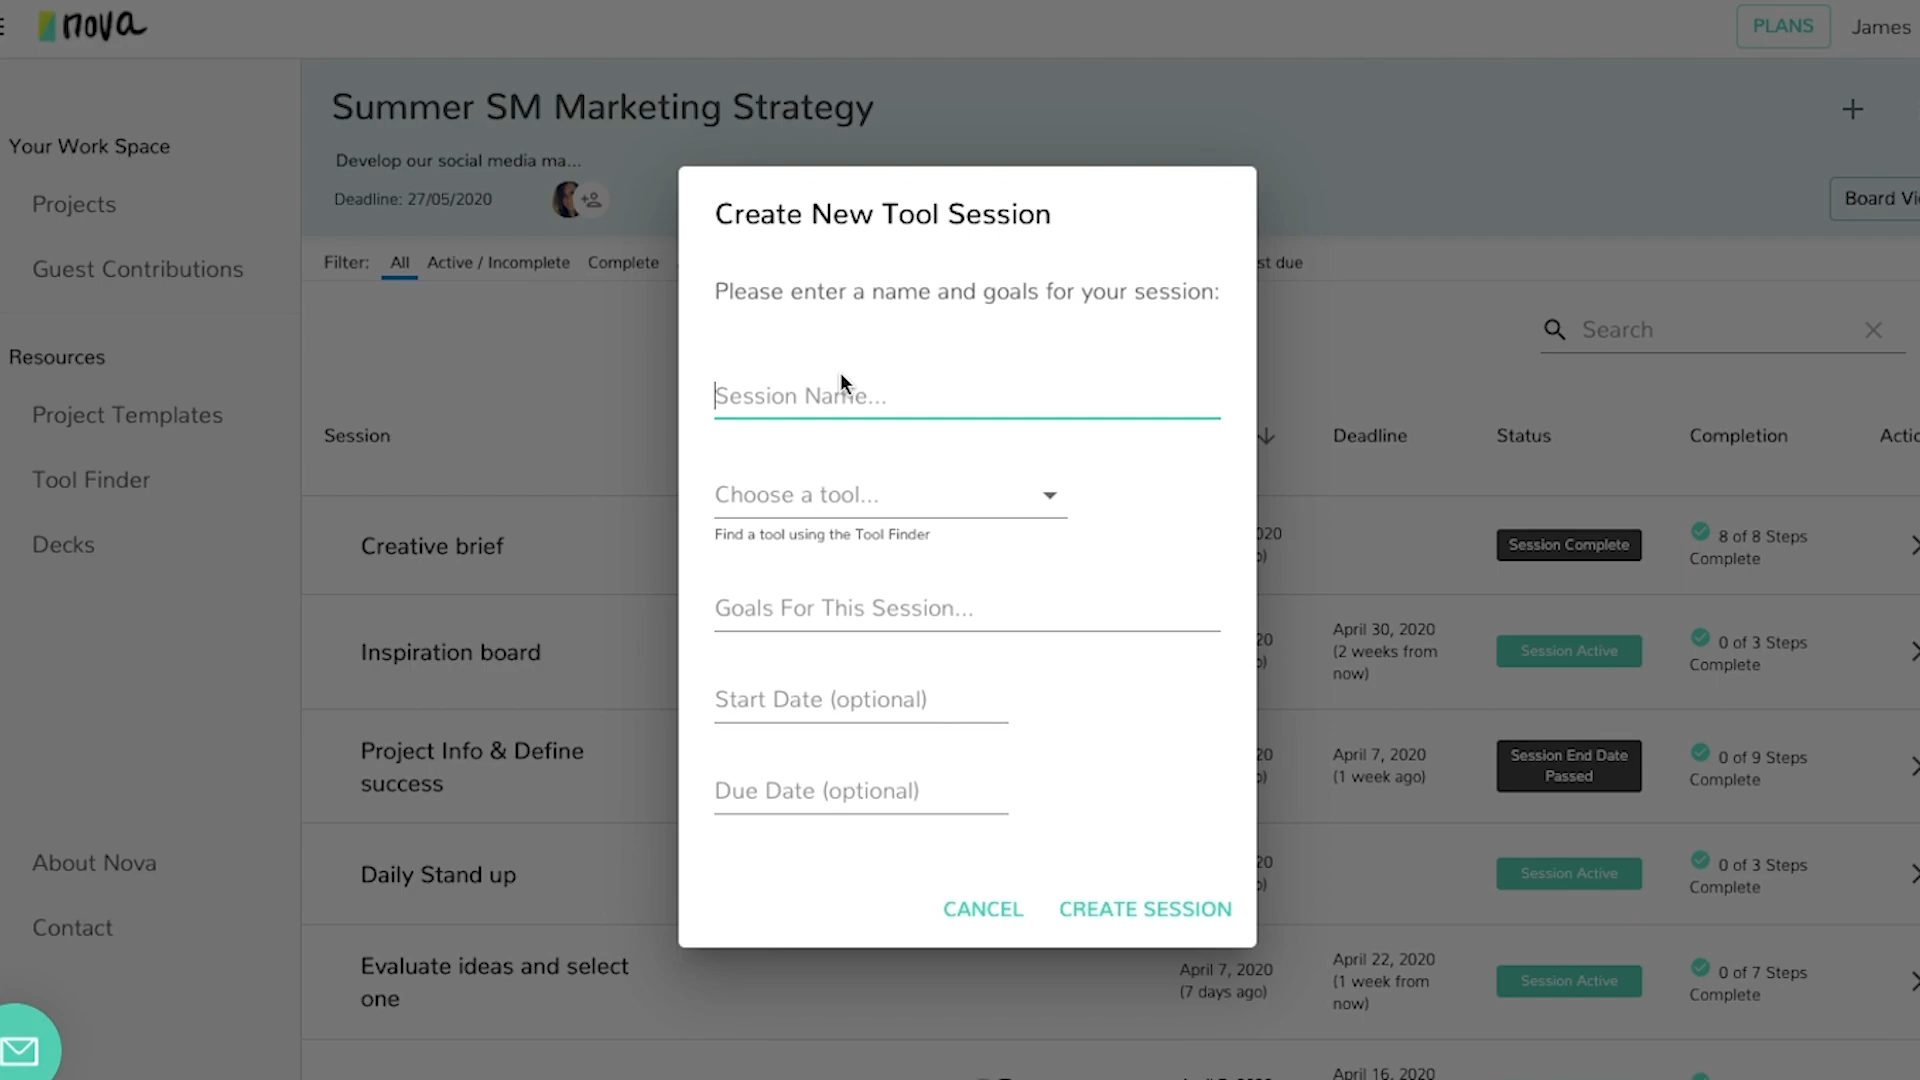 nova
PLANS
James
Summer SM Marketing Strategy
Your Work Space
Develop our social media ma...
Deadline: 27/05/2020
Board
Projects
Guest Contributions
Filter: All Active / Incomplete Complete
st due
Resources
Project Templates
Tool Finder
Decks
About Nova
Contact
Search
Session
Deadline
Status
Completion
Creative brief
020
Session Complete
8 of 8 Steps
Complete
Inspiration board
20
April 30, 2020
(2 weeks from
now)
Session Active
0 of 3 Steps
Complete
Project Info & Define
success
20
April 7, 2020
(1 week ago)
Session End Date
Passed
0 of 9 Steps
Complete
Daily Stand up
20
Session Active
0 of 3 Steps
Complete
Evaluate ideas and select
one
April 7, 2020
(7 days ago)
April 22, 2020
(1 week from
now)
Session Active
0 of 7 Steps
Complete
April 16, 2020
Create New Tool Session
Please enter a name and goals for your session:
Session Name...
Choose a tool...
Find a tool using the Tool Finder
Goals For This Session...
Start Date (optional)
Due Date (optional)
CANCEL
CREATE SESSION